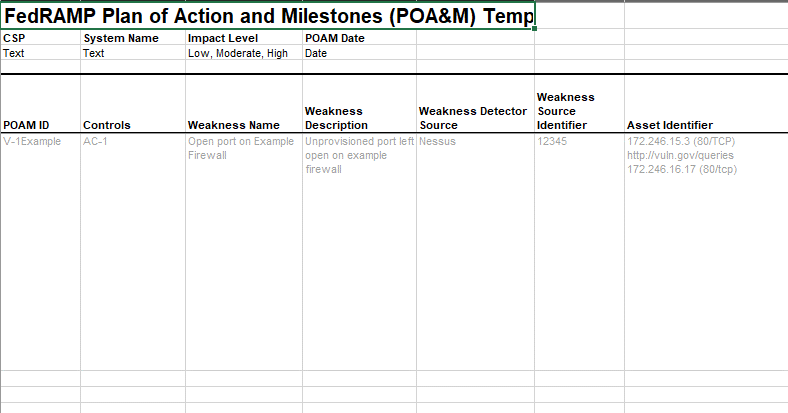 FedRAMP Plan of Action and Milestones (POA&M) Temp
CSP System Name Impact Level POAM Date
Text Text Low, Moderate, High Date
POAM ID Controls Weakness Name Weakness Description Weakness Detector Source Weakness Source Identifier Asset Identifier
V-1Example AC-1 Open port on Example Firewall Unprovisioned port left open on example firewall Nessus 12345 172.246.15.3 (80/TCP) http://vuln.gov/queries 172.246.16.17 (80/tcp)